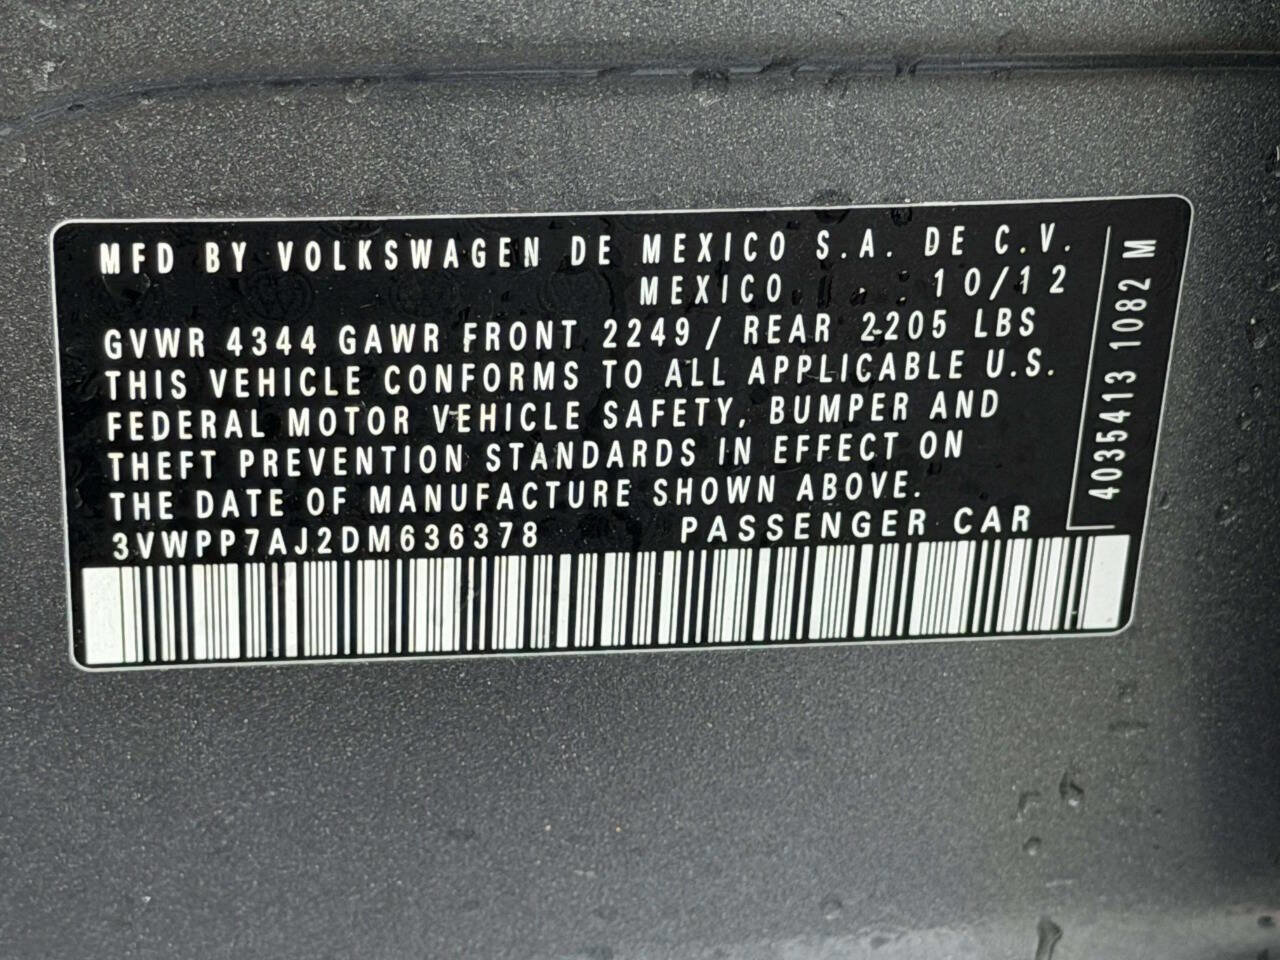 MFD BY VOLKSWAGEN DE MEXICO S.A. DE C.V.
MEXICO 10/12
GVWR 4344 GAWR FRONT 2249/ REAR 2205 LBS
THIS VEHICLE CONFORMS TO ALL APPLICABLE U.S.
FEDERAL MOTOR VEHICLE SAFETY, BUMPER AND
THEFT PREVENTION STANDARDS IN EFFECT ON
THE DATE OF MANUFACTURE SHOWN ABOVE.
3VWPP7AJ2DM636378 PASSENGER CAR
4035413 1082 M